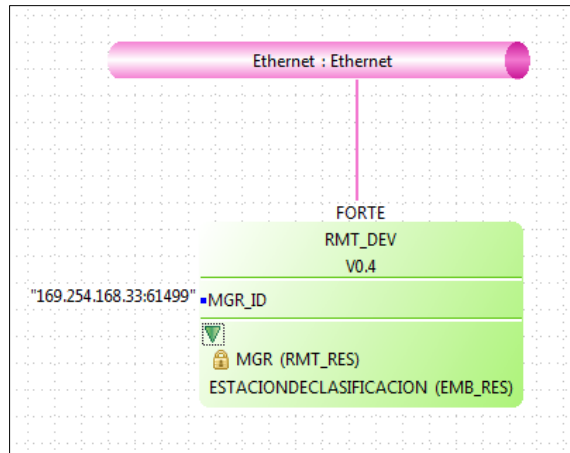 Ethernet : Ethernet
FORTE
RMT_DEV
V0.4
"169.254.168.33:61499" MGR_ID
MGR (RMT_RES)
ESTACIONDECLASIFICACION (EMB_RES)